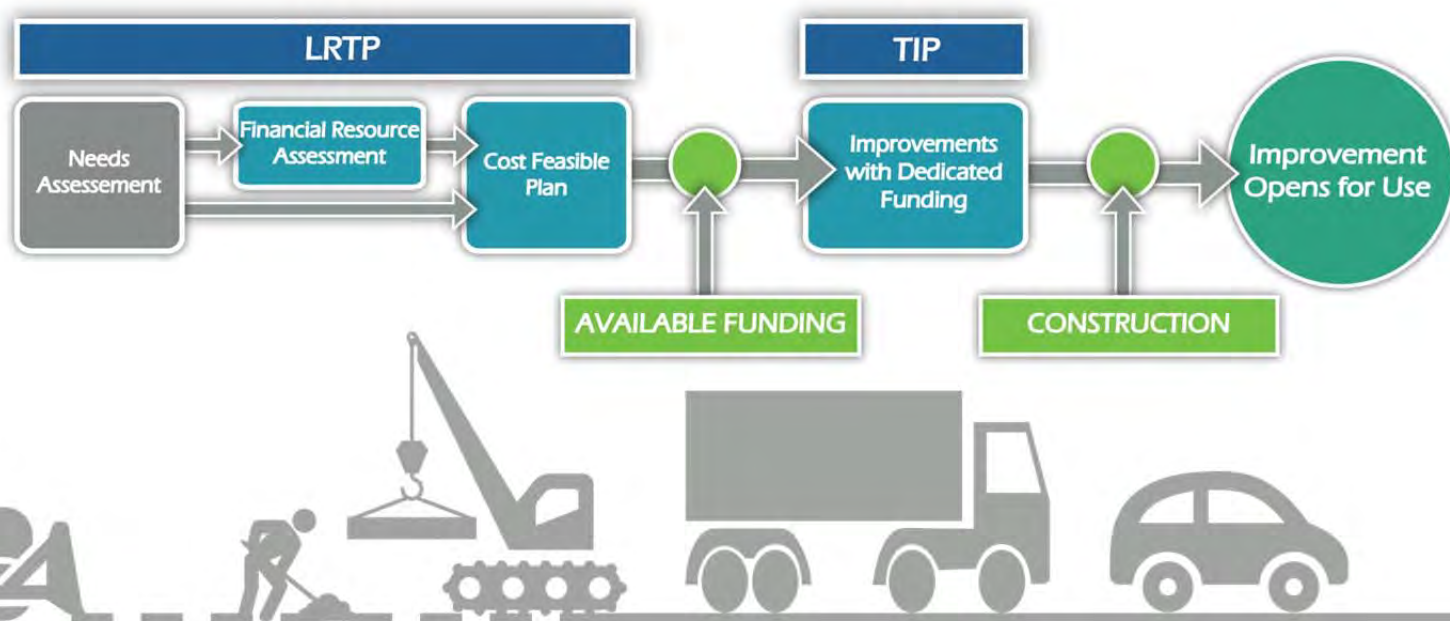 LRTP
TIP
Needs
Assessement
Financial Resource
Assessment
Cost Feasible
Plan
Improvements
with Dedicated
Funding
Improvement
Opens for Use
AVAILABLE FUNDING
CONSTRUCTION